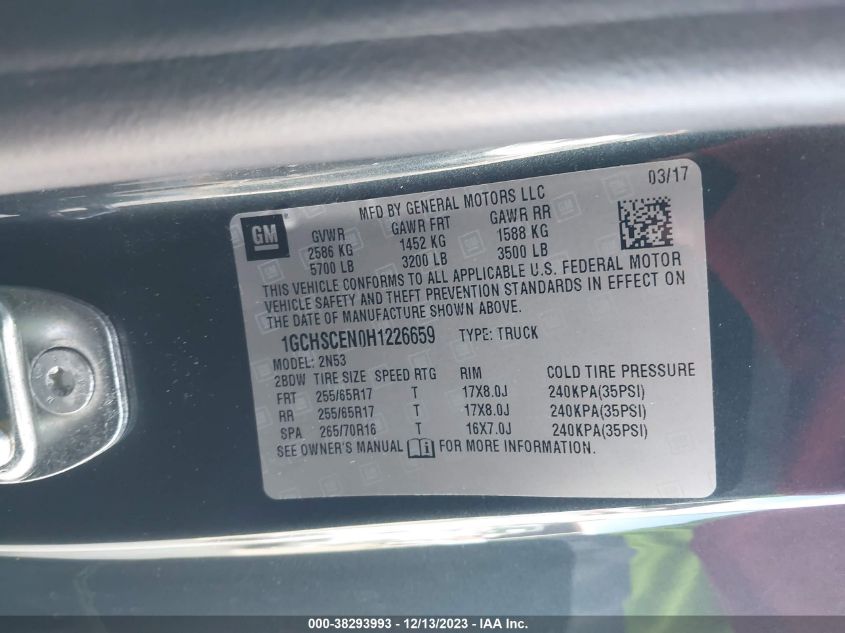 03/17
MFD BY GENERAL MOTORS LLC
GM
GVWR GAWR FRT GAWR RR
2586 KG 1452 KG 1588 KG
5700 LB 3200 LB 3500 LB
THIS VEHICLE CONFORMS TO ALL APPLICABLE U.S. FEDERAL MOTOR
VEHICLE SAFETY AND THEFT PREVENTION STANDARDS IN EFFECT ON
THE DATE OF MANUFACTURE SHOWN ABOVE.
1GCHSCEN0H1226659 TYPE: TRUCK
MODEL: 2N53
2BDW TIRE SIZE SPEED RTG RIM COLD TIRE PRESSURE
FRT 255/65R17 T 17X8.0J 240KPA(35PSI)
RR 255/65R17 T 17X8.0J 240KPA(35PSI)
SPA 265/70R16 T 16X7.0J 240KPA(35PSI)
SEE OWNER'S MANUAL FOR MORE INFORMATION.
000-38293993 - 12/13/2023 - IAA Inc.